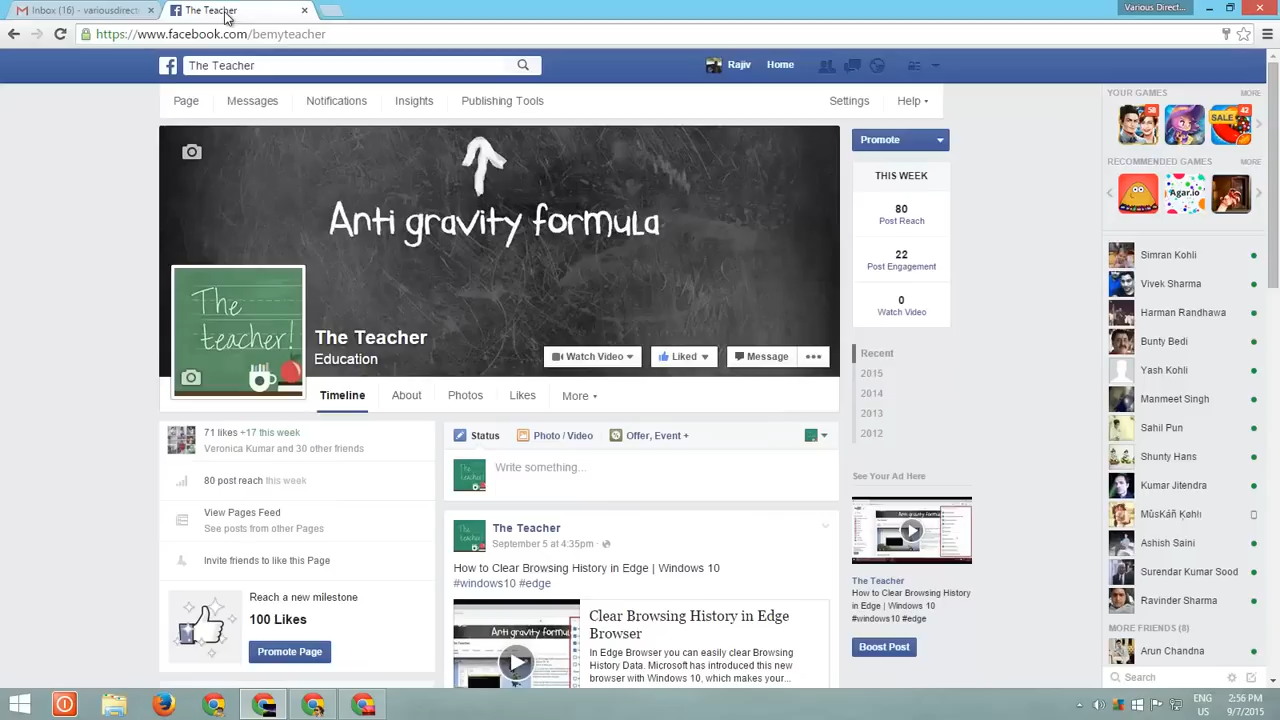 Inbox (16) - variousdirect
The Teacher
Various Direct...
https://www.facebook.com/bemyteacher
The Teacher
Rajiv
Home
Page
Messages
Notifications
Insights
Publishing Tools
Settings
Help
Anti gravity formula
The
teacher!
The Teacher
Education
Watch Video
Liked
Message
Timeline
About
Photos
Likes
More
71 likes +17 this week
Veronica Kumar and 30 other friends
80 post reach this week
View Pages Feed
See posts from other Pages
Invite friends to like this Page
Reach a new milestone
100 Likes
Promote Page
Status
Photo / Video
Offer, Event +
Write something...
The Teacher
September 5 at 4:35pm ·
How to Clear Browsing History in Edge | Windows 10
#windows10 #edge
Anti gravity formu
Clear Browsing History in Edge
Browser
In Edge Browser you can easily clear Browsing
History Data. Microsoft has introduced this new
browser with Windows 10, which makes your...
Promote
THIS WEEK
80
Post Reach
22
Post Engagement
0
Watch Video
Recent
2015
2014
2013
2012
See Your Ad Here
The Teacher
How to Clear Browsing History
in Edge | Windows 10
#windows10 #edge
Boost Post
YOUR GAMES
MORE
58
SALE
42
RECOMMENDED GAMES
MORE
Agar.io
Simran Kohli
Vivek Sharma
Harman Randhawa
Bunty Bedi
Yash Kohli
Manmeet Singh
Sahil Pun
Shunty Hans
Kumar Jitendra
MûsKáñ Ķøhlı
Ashish Saini
Surendar Kumar Sood
Ravinder Sharma
MORE FRIENDS (8)
Arun Chandna
Search
ENG
US
2:56 PM
9/7/2015